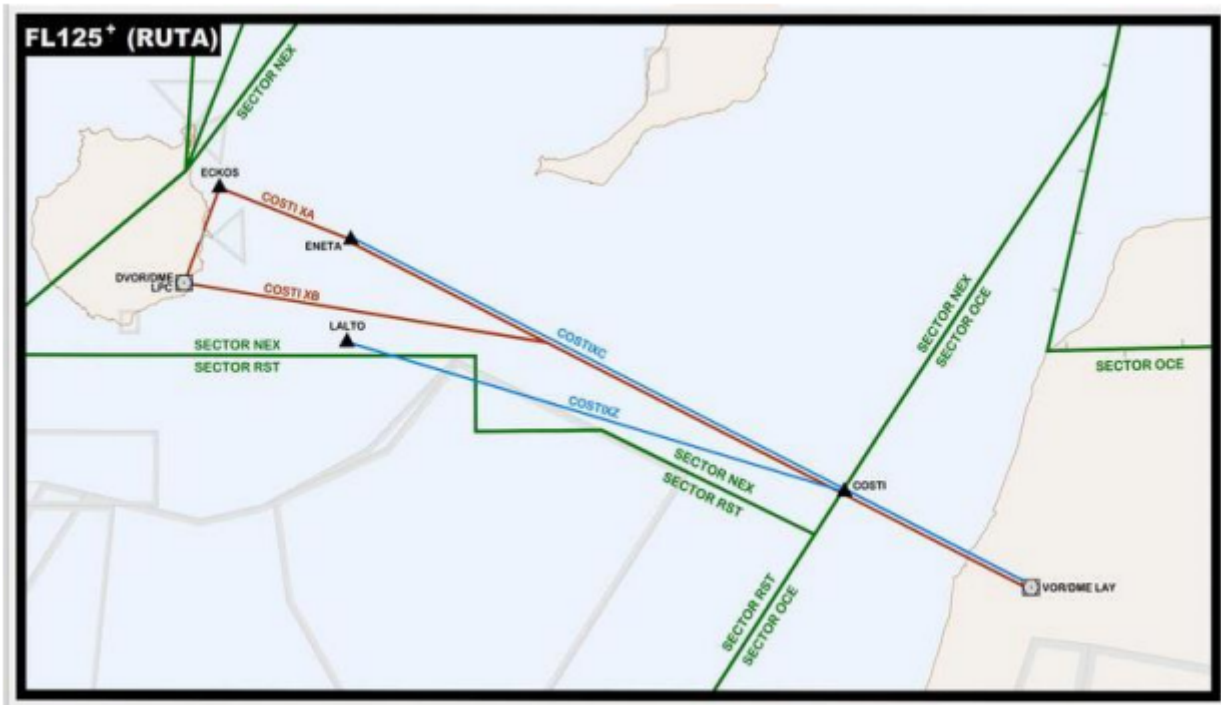 FL125+ (RUTA)
SECTOR NEX
ECKOS
COSTI XA
ENETA
DVOR/DME
LPC
COSTI XB
LALTO
SECTOR NEX
SECTOR RST
COSTIXC
COSTIXZ
SECTOR NEX
SECTOR OCE
SECTOR OCE
SECTOR NEX
SECTOR RST
COSTI
VOR/DME LAY
SECTOR RST
SECTOR OCE